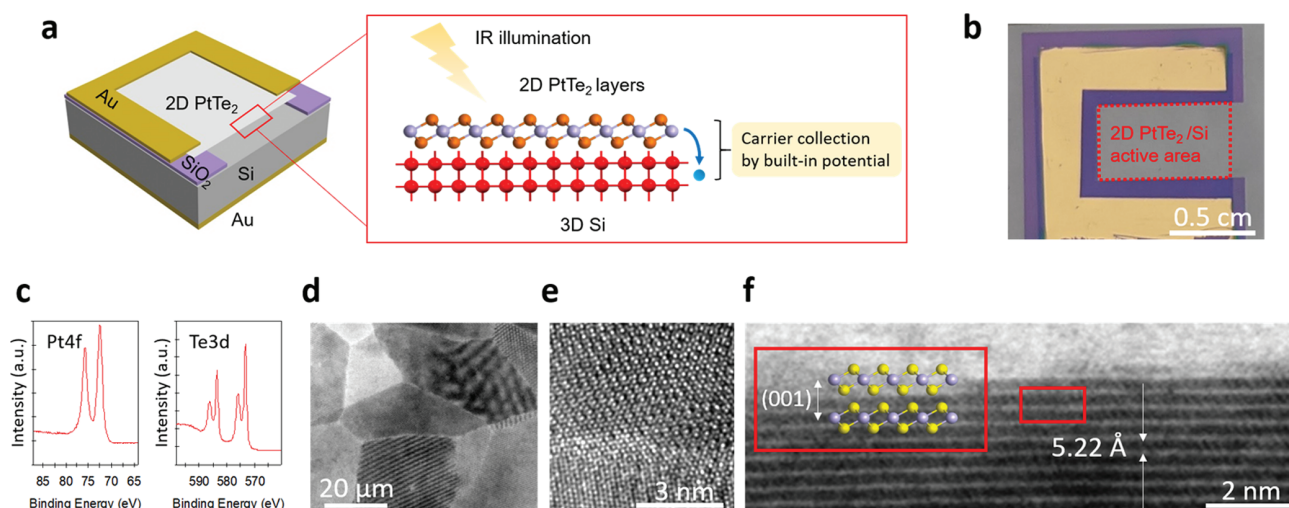 a
Au
2D PtTe2
SiO2
Si
Au
IR illumination
2D PtTe2 layers
Carrier collection
by built-in potential
3D Si
b
2D PtTe2/Si
active area
0.5 cm
c
Intensity (a.u.)
Pt4f
85 80 75 70 65
Binding Energy (eV)
Intensity (a.u.)
Te3d
590 580 570
Binding Energy (eV)
d
20 μm
e
3 nm
f
(001)
5.22 Å
2 nm